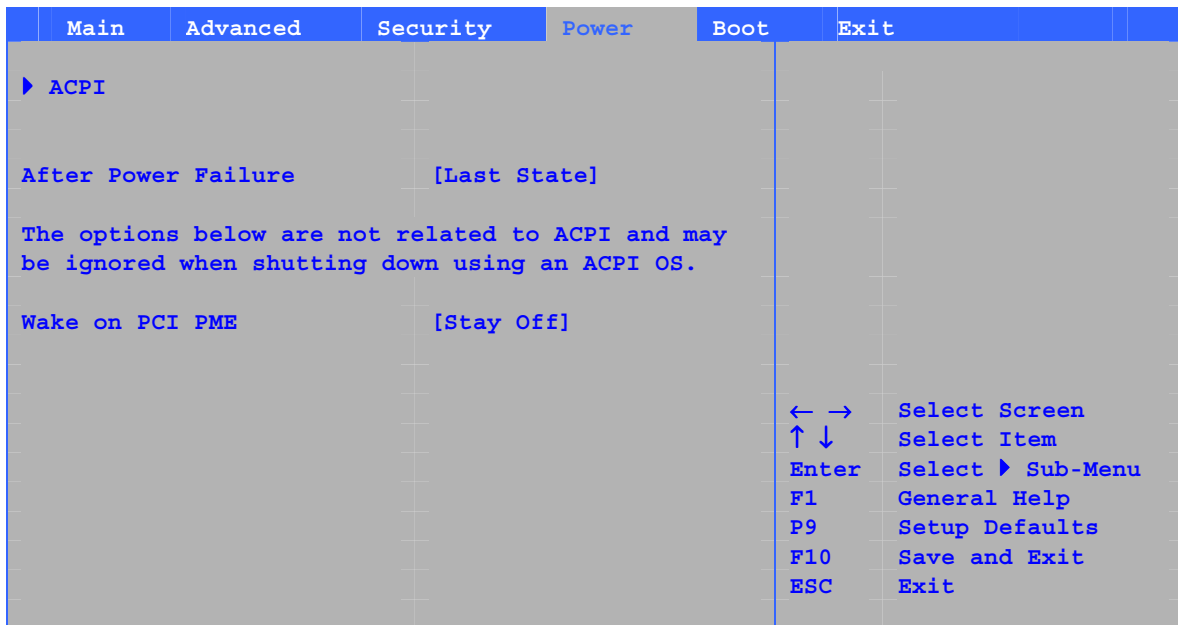 Main Advanced Security Power Boot Exit
ACPI
After Power Failure [Last State]
The options below are not related to ACPI and may
be ignored when shutting down using an ACPI OS.
Wake on PCI PME [Stay Off]
← → Select Screen
↑ ↓ Select Item
Enter Select ▶ Sub-Menu
F1 General Help
P9 Setup Defaults
F10 Save and Exit
ESC Exit